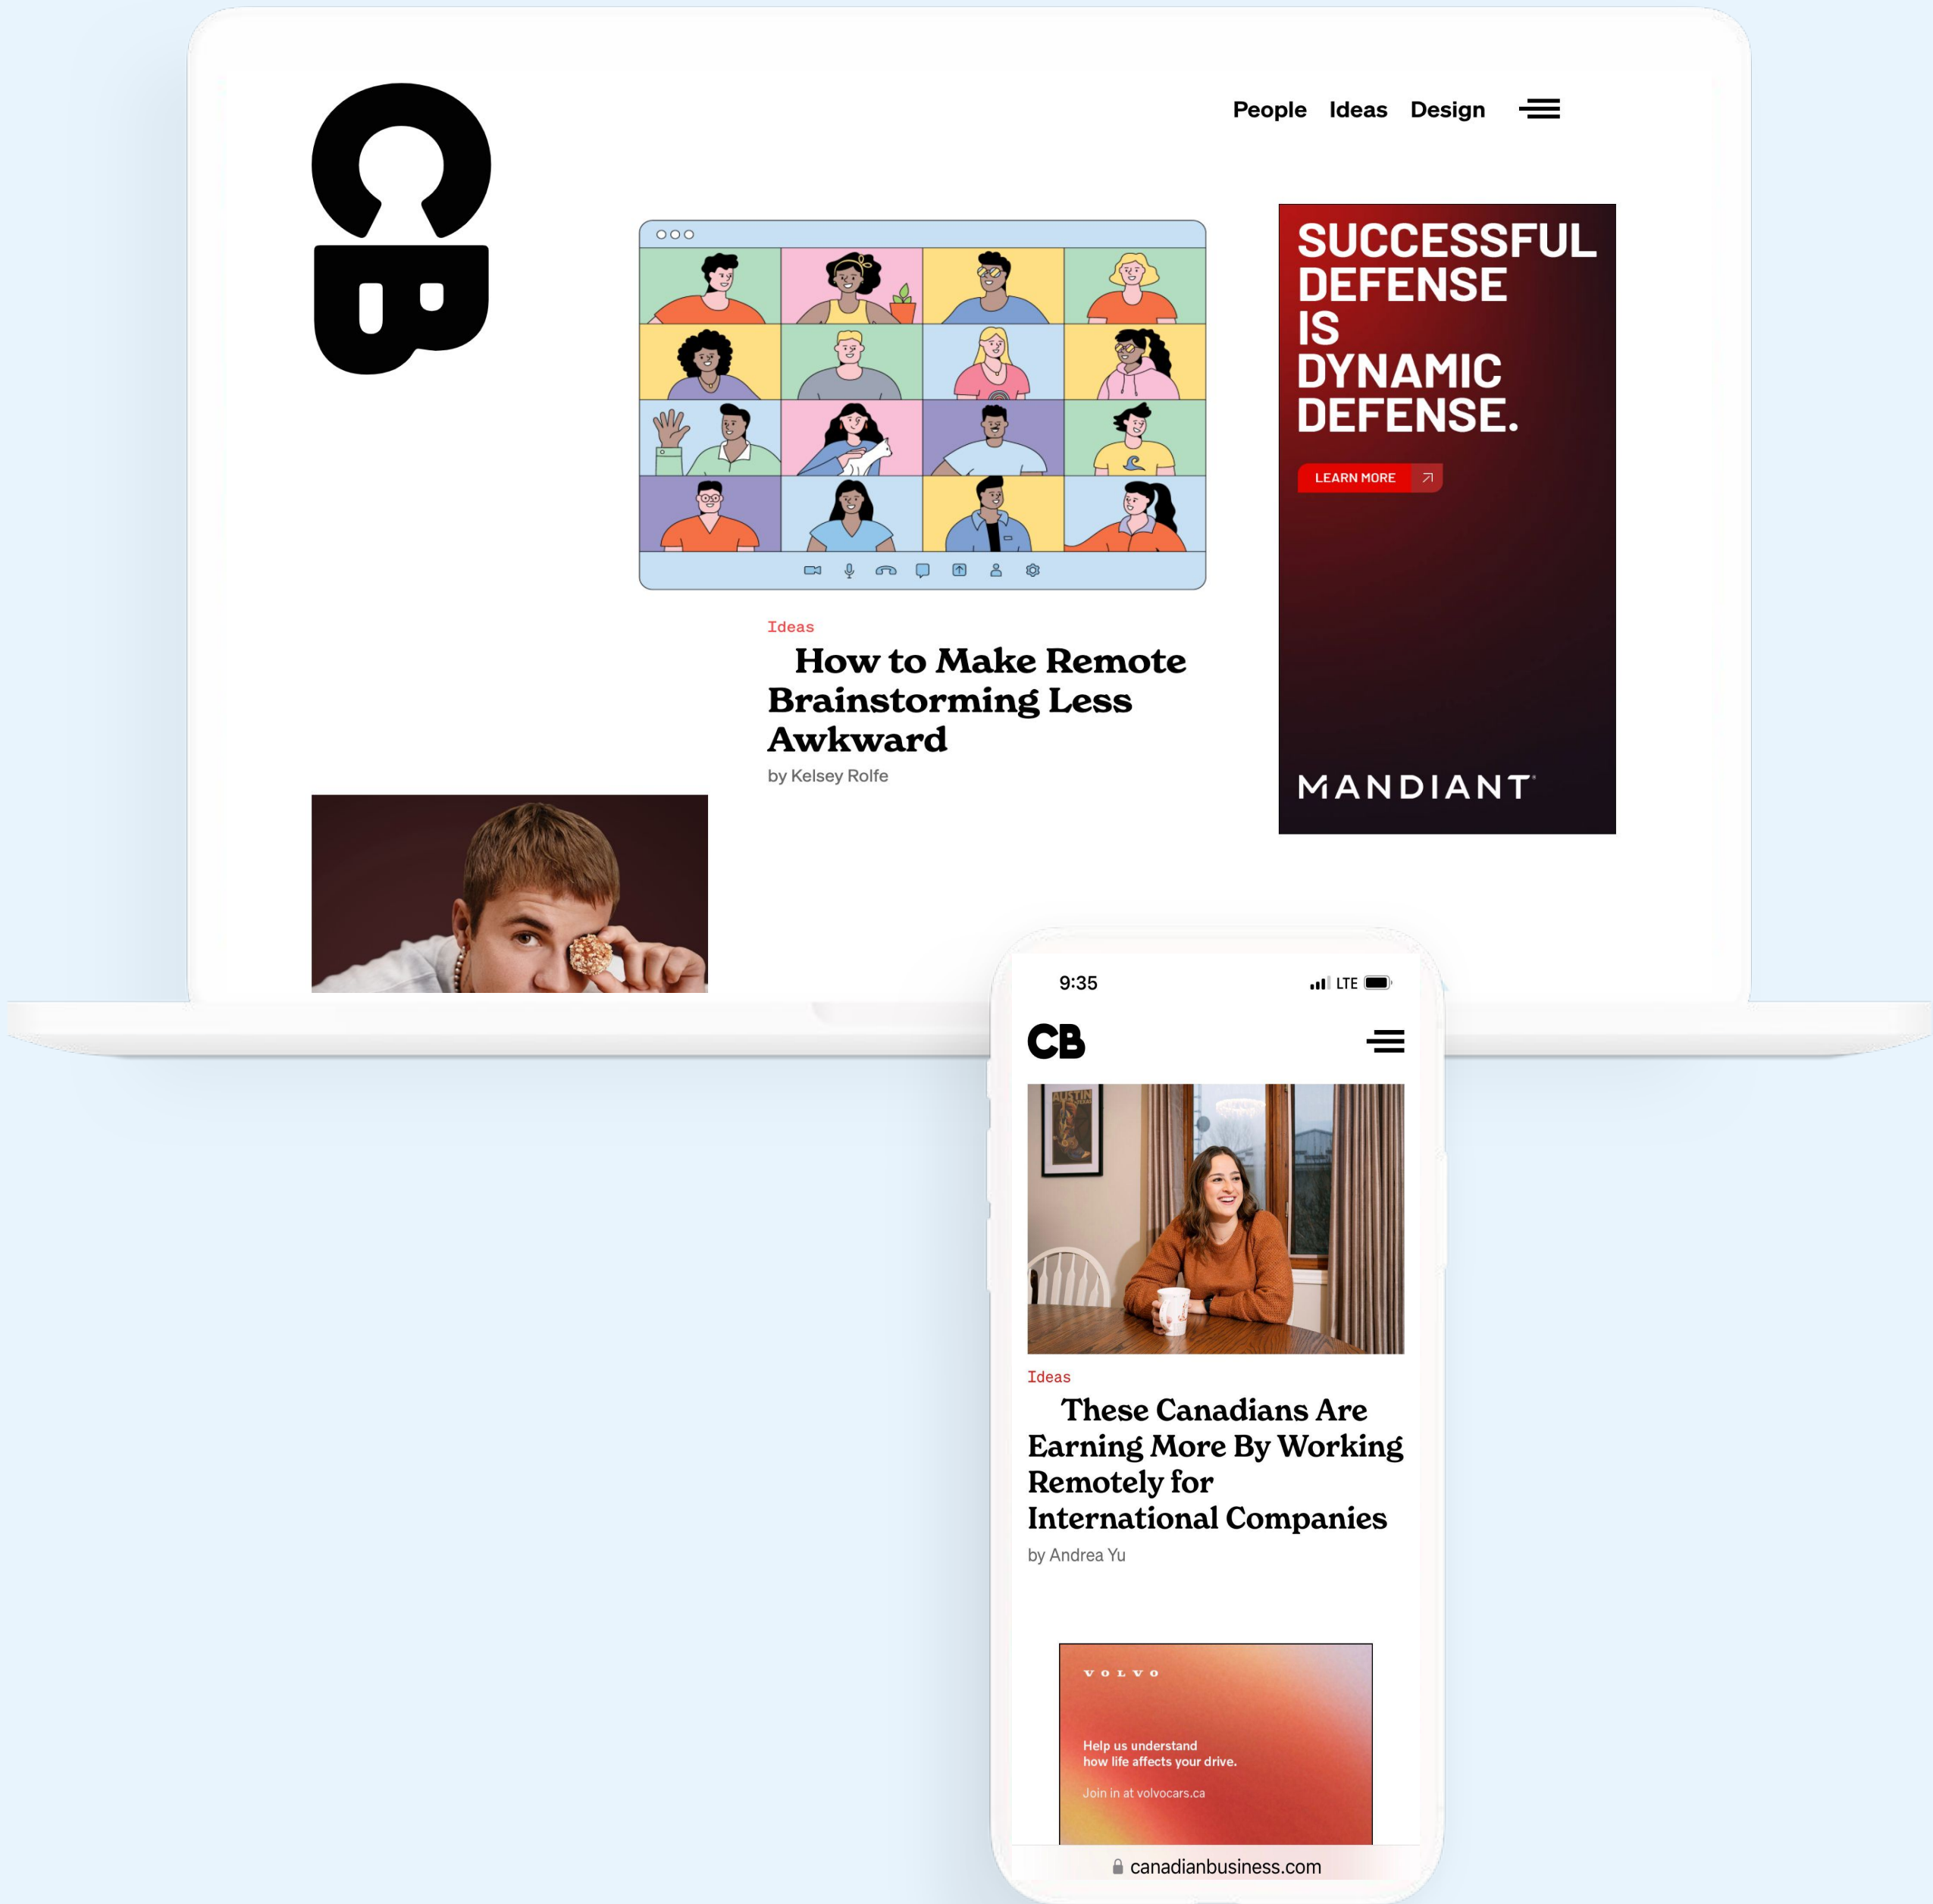 CB
People Ideas Design
SUCCESSFUL
DEFENSE
IS
DYNAMIC
DEFENSE.
LEARN MORE
MANDIANT
Ideas
How to Make Remote
Brainstorming Less
Awkward
by Kelsey Rolfe
9:35
LTE
CB
AUSTIN
Ideas
These Canadians Are
Earning More By Working
Remotely for
International Companies
by Andrea Yu
VOLVO
Help us understand
how life affects your drive.
Join in at volvocars.ca
canadianbusiness.com